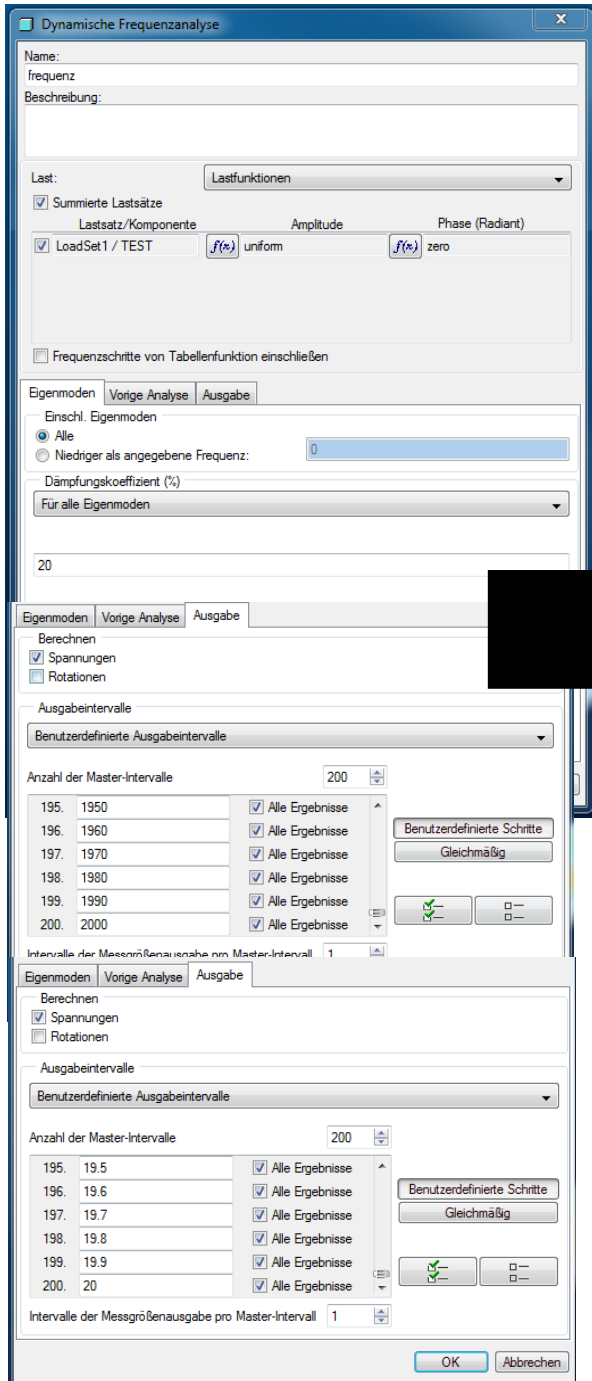 Dynamische Frequenzanalyse
x
Name:
frequenz
Beschreibung:
Last: Lastfunktionen
Summierte Lastsätze
Lastsatz/Komponente Amplitude Phase (Radiant)
LoadSet1 / TEST f(x) uniform f(x) zero
Frequenzschritte von Tabellenfunktion einschließen
Eigenmoden Vorige Analyse Ausgabe
Einschl. Eigenmoden
Alle
Niedriger als angegebene Frequenz: 0
Dämpfungskoeffizient (%)
Für alle Eigenmoden
20
Eigenmoden Vorige Analyse Ausgabe
Berechnen
Spannungen
Rotationen
Ausgabeintervalle
Benutzerdefinierte Ausgabeintervalle
Anzahl der Master-Intervalle 200
195. 1950 Alle Ergebnisse
196. 1960 Alle Ergebnisse Benutzerdefinierte Schritte
197. 1970 Alle Ergebnisse Gleichmäßig
198. 1980 Alle Ergebnisse
199. 1990 Alle Ergebnisse
200. 2000 Alle Ergebnisse
Intervalle der Messgrößenausgabe pro Master-Intervall 1
Eigenmoden Vorige Analyse Ausgabe
Berechnen
Spannungen
Rotationen
Ausgabeintervalle
Benutzerdefinierte Ausgabeintervalle
Anzahl der Master-Intervalle 200
195. 19.5 Alle Ergebnisse
196. 19.6 Alle Ergebnisse Benutzerdefinierte Schritte
197. 19.7 Alle Ergebnisse Gleichmäßig
198. 19.8 Alle Ergebnisse
199. 19.9 Alle Ergebnisse
200. 20 Alle Ergebnisse
Intervalle der Messgrößenausgabe pro Master-Intervall 1
OK Abbrechen